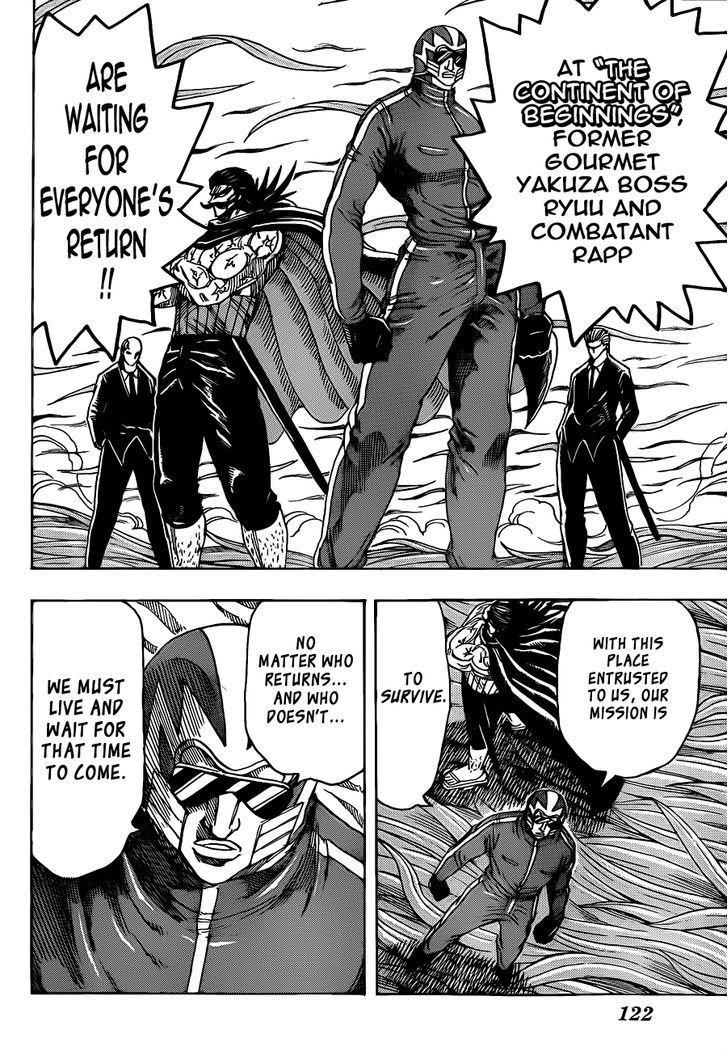 AT "THE
CONTINENT OF
BEGINNINGS",
FORMER
GOURMET
YAKUZA BOSS
RYUU AND
COMBATANT
RAPP
ARE
WAITING
FOR
EVERYONE'S
RETURN
!!
WITH THIS
PLACE
ENTRUSTED
TO US, OUR
MISSION IS
TO
SURVIVE.
NO
MATTER WHO
RETURNS...
AND WHO
DOESN'T...
WE MUST
LIVE AND
WAIT FOR
THAT TIME
TO COME.
122